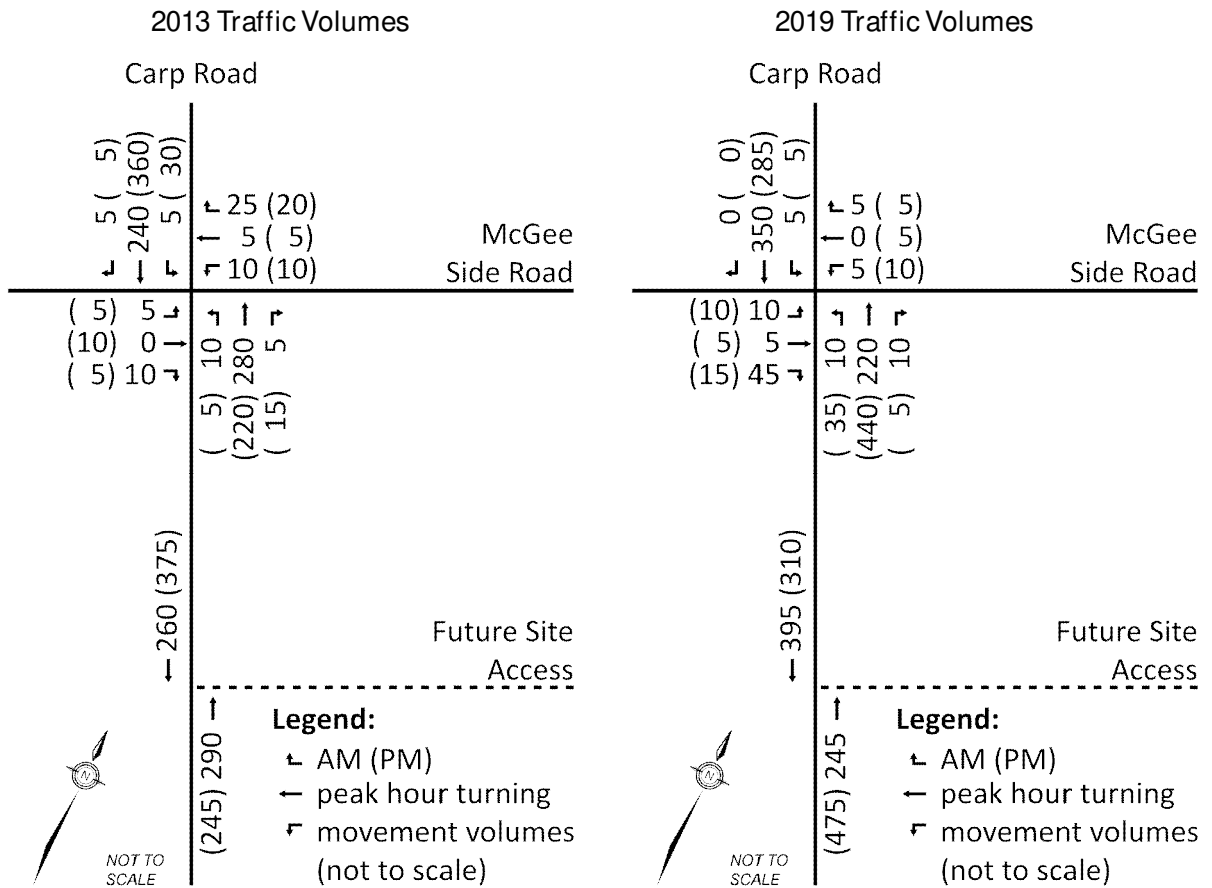 2013 Traffic Volumes
Carp Road
5 ( 5)
240 (360)
5 ( 30)
25 (20)
5 ( 5)
10 (10)
McGee
Side Road
( 5) 5
(10) 0
( 5) 10
( 5) 10
(220) 280
( 15) 5
260 (375)
Future Site
Access
(245) 290
Legend:
AM (PM)
peak hour turning
movement volumes
(not to scale)
N
NOT TO
SCALE
2019 Traffic Volumes
Carp Road
0 ( 0)
350 (285)
5 ( 5)
5 ( 5)
0 ( 5)
5 (10)
McGee
Side Road
(10) 10
( 5) 5
(15) 45
( 35) 10
(440) 220
( 5) 10
395 (310)
Future Site
Access
(475) 245
Legend:
AM (PM)
peak hour turning
movement volumes
(not to scale)
N
NOT TO
SCALE